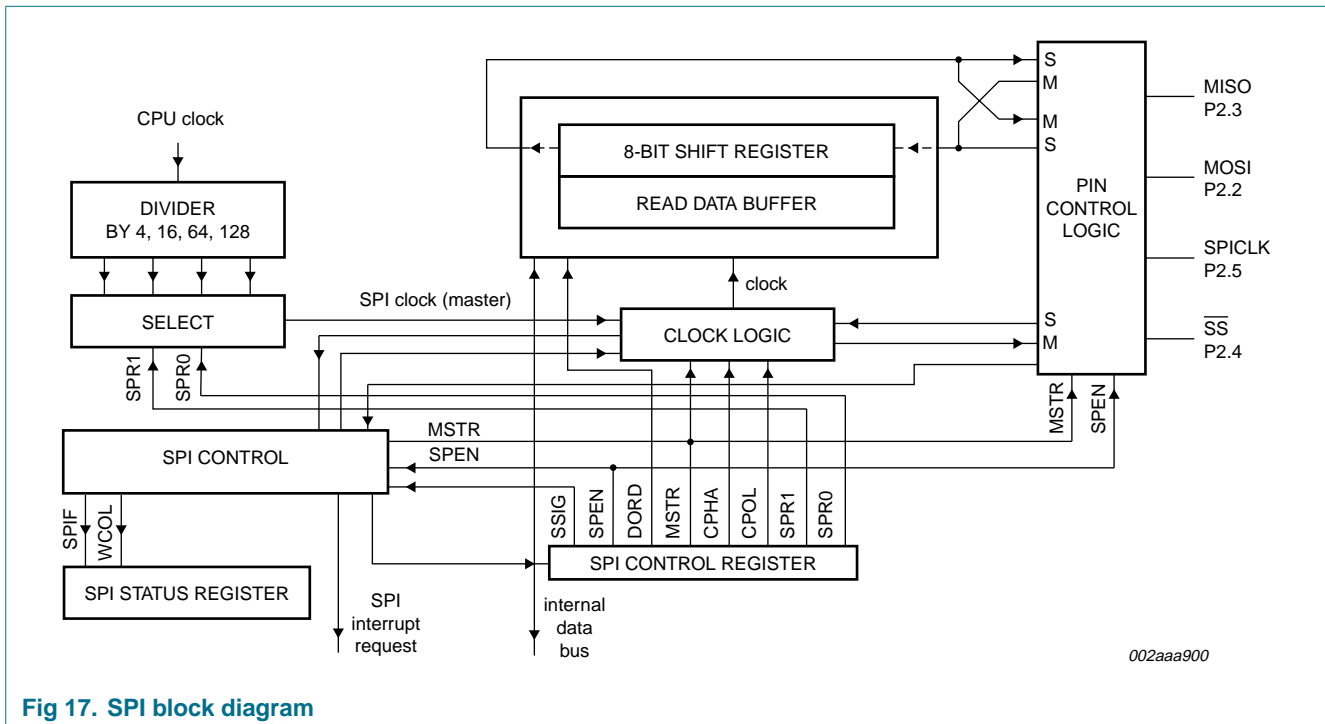 CPU clock
DIVIDER
BY 4, 16, 64, 128
SELECT
SPR1
SPR0
SPI clock (master)
8-BIT SHIFT REGISTER
READ DATA BUFFER
clock
CLOCK LOGIC
S
M
M
S
PIN
CONTROL
LOGIC
S
M
MISO
P2.3
MOSI
P2.2
SPICLK
P2.5
SS
P2.4
MSTR
SPEN
SPI CONTROL
MSTR
SPEN
SPIF
WCOL
SPI STATUS REGISTER
SPI
interrupt
request
SSIG
SPEN
DORD
MSTR
CPHA
CPOL
SPR1
SPR0
SPI CONTROL REGISTER
internal
data
bus
002aaa900
Fig 17. SPI block diagram